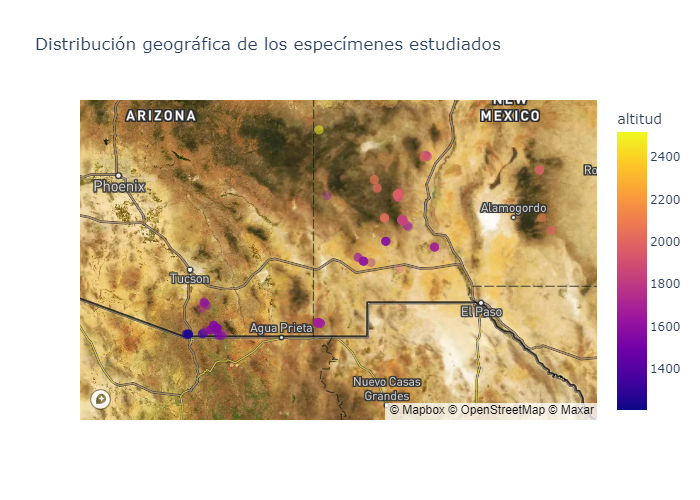 Distribución geográfica de los especímenes estudiados
ARIZONA
NEW
MEXICO
altitud
2400
2200
2000
1800
1600
1400
Phoenix
Ro
Alamogordo
Tucson
El Paso
Agua Prieta
Nuevo Casas
Grandes
© Mapbox © OpenStreetMap © Maxar